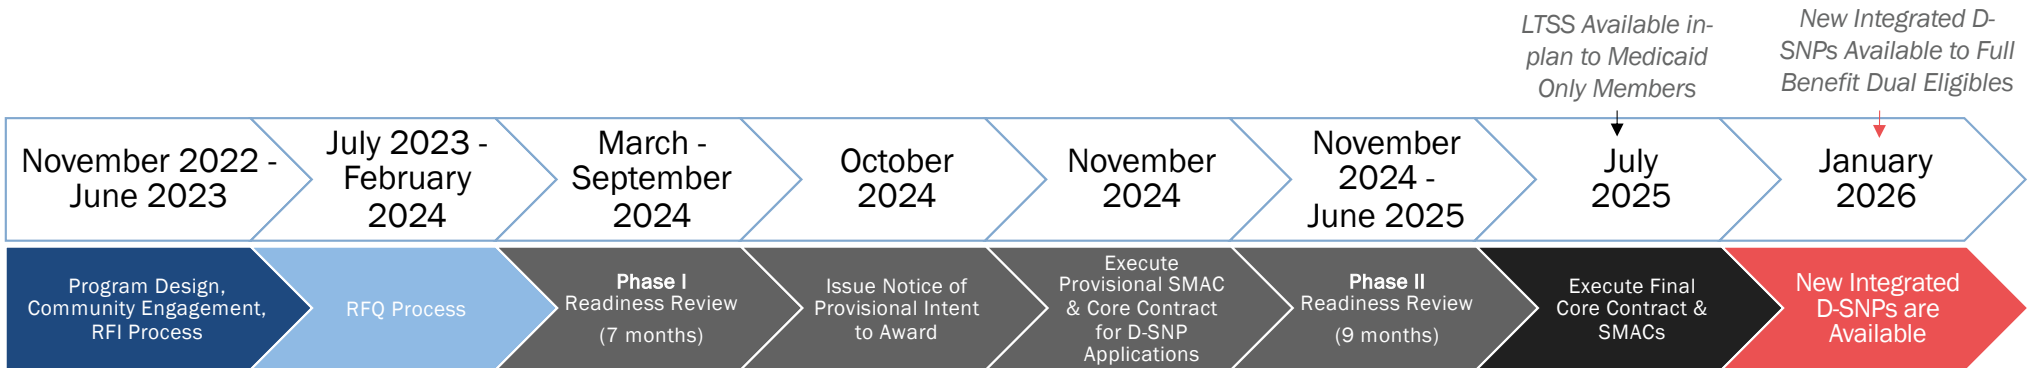 LTSS Available in-
plan to Medicaid
Only Members
New Integrated D-
SNPs Available to Full
Benefit Dual Eligibles
November 2022 -
June 2023
July 2023 -
February
2024
March -
September
2024
October
2024
November
2024
November
2024 -
June 2025
July
2025
January
2026
Program Design,
Community Engagement,
RFI Process
RFQ Process
Phase I
Readiness Review
(7 months)
Issue Notice of
Provisional Intent
to Award
Execute
Provisional SMAC
& Core Contract
for D-SNP
Applications
Phase II
Readiness Review
(9 months)
Execute Final
Core Contract &
SMACs
New Integrated
D-SNPs are
Available